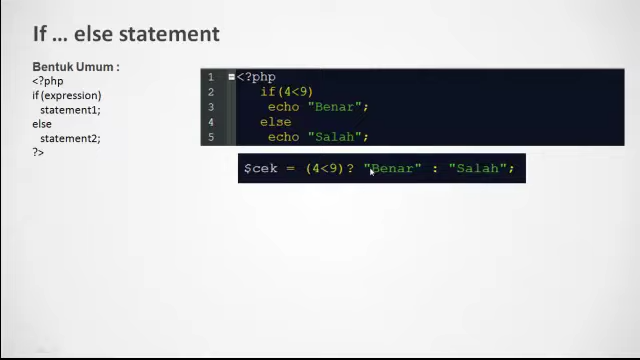 If ... else statement
Bentuk Umum :
<?php
if (expression)
statement1;
else
statement2;
?>
1 <?php
2 if(4<9)
3 echo "Benar";
4 else
5 echo "Salah";
$cek = (4<9)? "Benar" : "Salah";